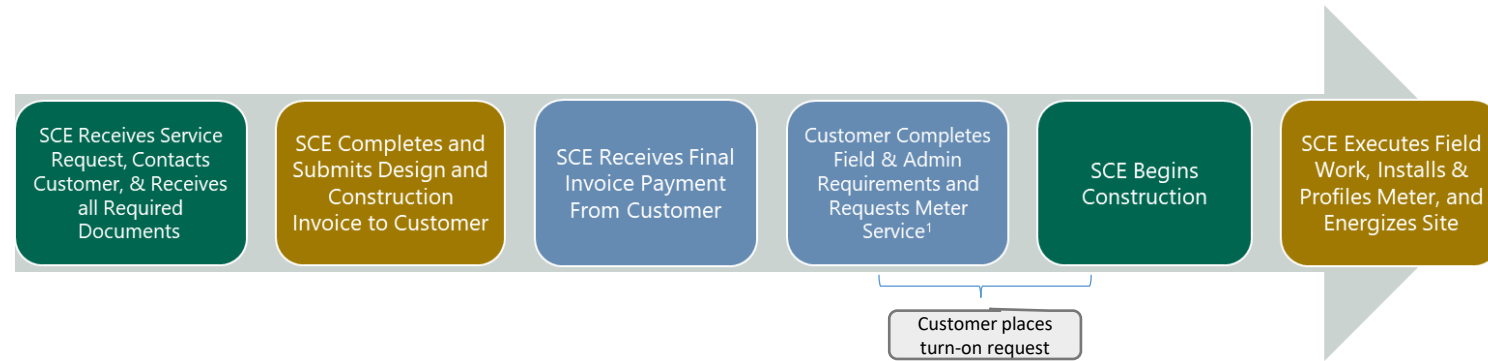 SCE Receives Service
Request, Contacts
Customer, & Receives
all Required
Documents
SCE Completes and
Submits Design and
Construction
Invoice to Customer
SCE Receives Final
Invoice Payment
From Customer
Customer Completes
Field & Admin
Requirements and
Requests Meter
Service¹
SCE Begins
Construction
SCE Executes Field
Work, Installs &
Profiles Meter, and
Energizes Site
Customer places
turn-on request